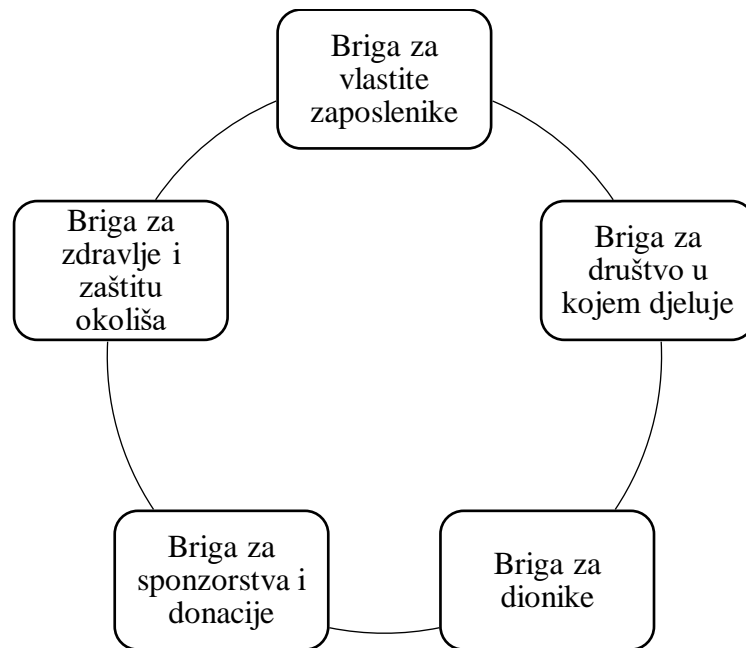 Briga za
vlastite
zaposlenike
Briga za
društvo u
kojem djeluje
Briga za
dionike
Briga za
sponzorstva i
donacije
Briga za
zdravlje i
zaštitu
okoliša